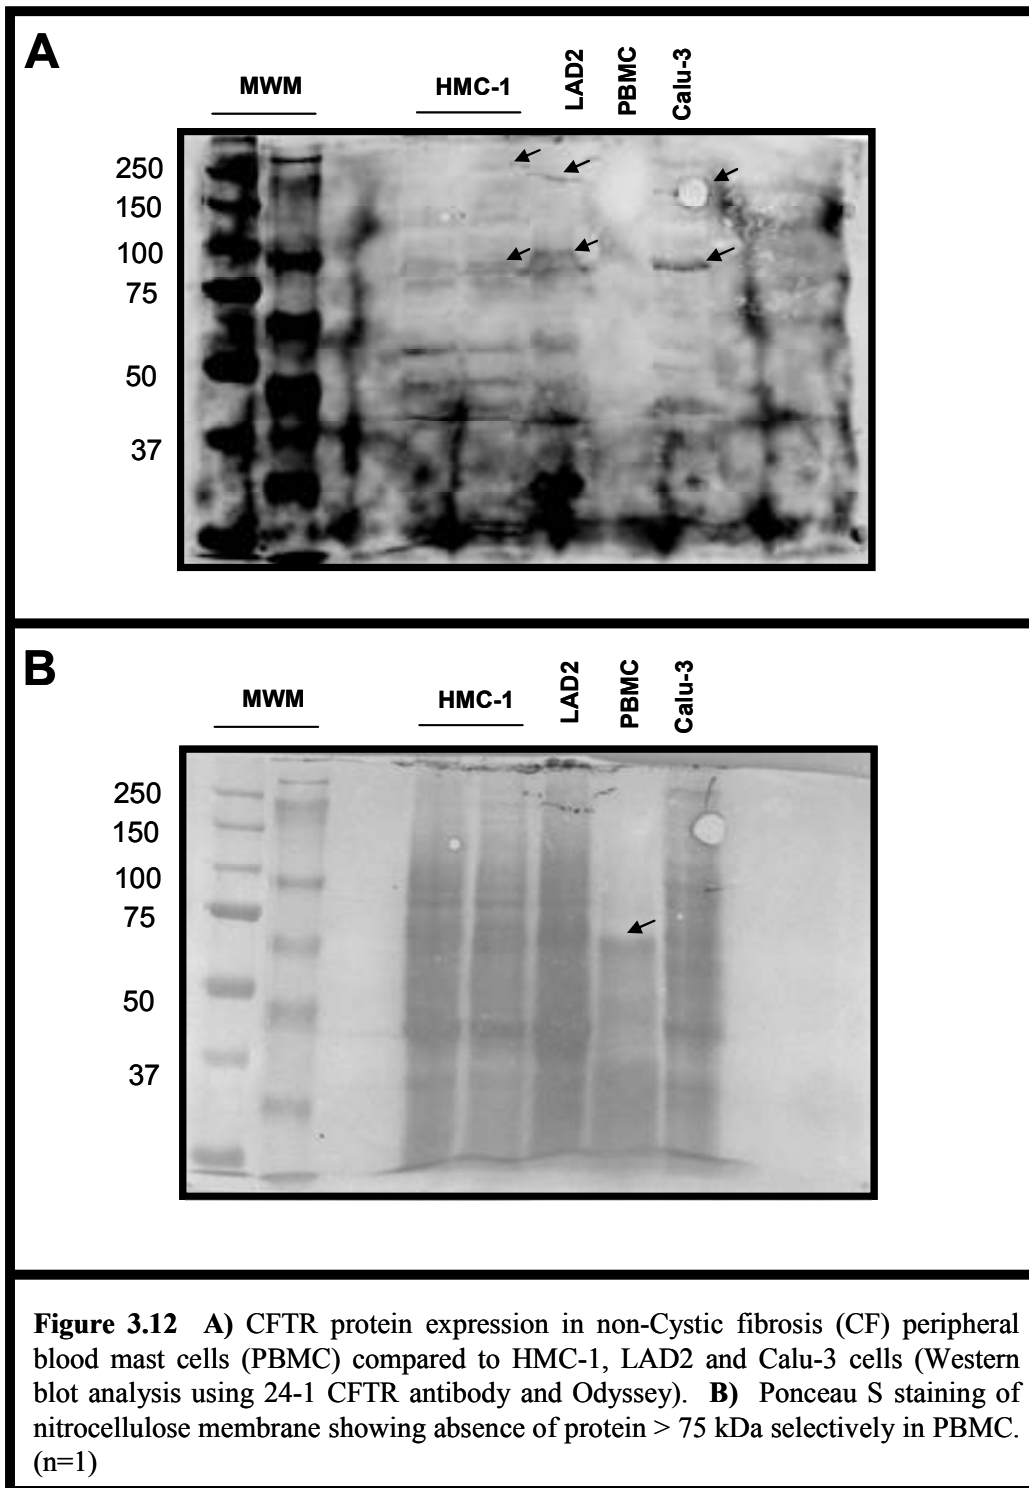 A
MWM
HMC-1
LAD2
PBMC
Calu-3
250
150
100
75
50
37
B
MWM
HMC-1
LAD2
PBMC
Calu-3
250
150
100
75
50
37
Figure 3.12 A) CFTR protein expression in non-Cystic fibrosis (CF) peripheral
blood mast cells (PBMC) compared to HMC-1, LAD2 and Calu-3 cells (Western
blot analysis using 24-1 CFTR antibody and Odyssey). B) Ponceau S staining of
nitrocellulose membrane showing absence of protein > 75 kDa selectively in PBMC.
(n=1)